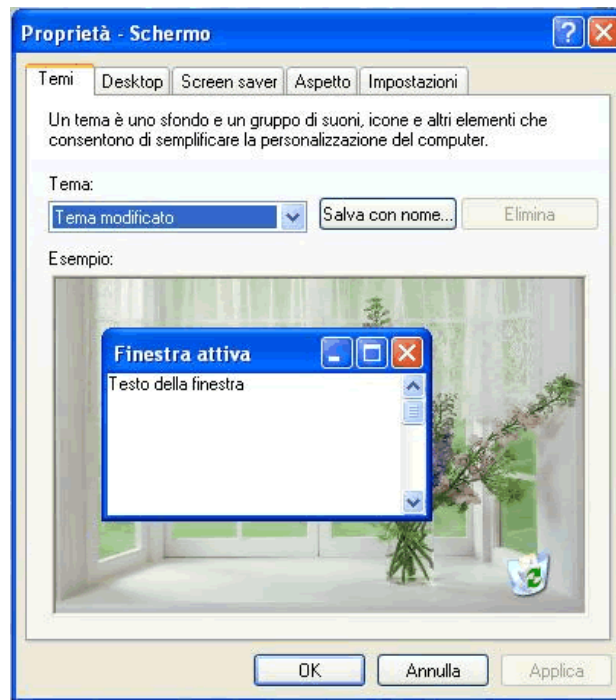 Proprietà - Schermo
Temi Desktop Screen saver Aspetto Impostazioni
Un tema è uno sfondo e un gruppo di suoni, icone e altri elementi che
consentono di semplificare la personalizzazione del computer.
Tema:
Tema modificato Salva con nome... Elimina
Esempio:
Finestra attiva
Testo della finestra
OK Annulla Applica